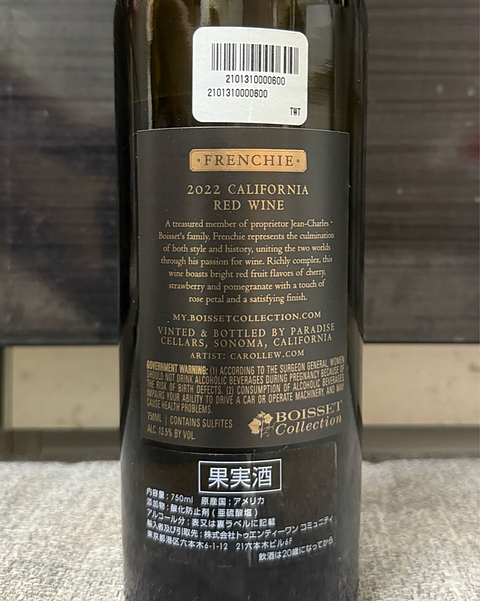 2101310000600
2101310000600
TWT
·FRENCHIE·
2022 CALIFORNIA
RED WINE
A treasured member of proprietor Jean-Charles
Boisset's family, Frenchie represents the culmination
of both style and history, uniting the two worlds
through his passion for wine. Richly complex, this
wine boasts bright red fruit flavors of cherry,
strawberry and pomegranate with a touch of
rose petal and a satisfying finish.
MY.BOISSETCOLLECTION.COM
VINTED & BOTTLED BY PARADISE
CELLARS, SONOMA, CALIFORNIA
ARTIST: CAROLLEW.COM
GOVERNMENT WARNING: (1) ACCORDING TO THE SURGEON GENERAL, WOMEN
SHOULD NOT DRINK ALCOHOLIC BEVERAGES DURING PREGNANCY BECAUSE OF
THE RISK OF BIRTH DEFECTS. (2) CONSUMPTION OF ALCOHOLIC BEVERAGES
IMPAIRS YOUR ABILITY TO DRIVE A CAR OR OPERATE MACHINERY, AND MAY
CAUSE HEALTH PROBLEMS.
750ML | CONTAINS SULFITES
ALC. 13.5% BY VOL.
BOISSET
Collection
果実酒
内容量:750ml 原産国:アメリカ
添加物:酸化防止剤(亜硫酸塩)
アルコール分:表又は裏ラベルに記載
輸入者及び引取先:株式会社トゥエンティーワン コミュニティ
東京都港区六本木6-1-12 21六本木ビル6F
飲酒は20歳になってから。